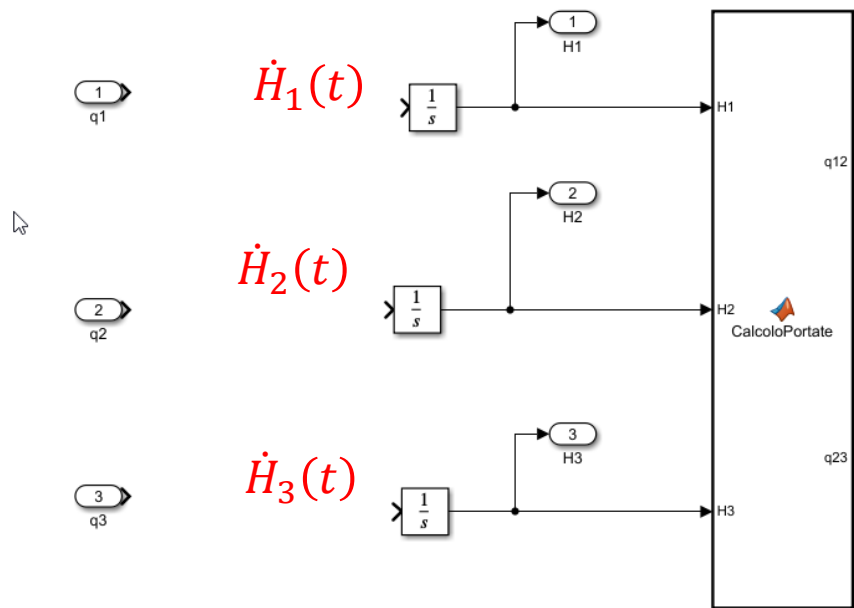 1
H1
Ḣ₁(t)
1
q1
1
s
H1
q12
2
H2
Ḣ₂(t)
2
q2
1
s
H2
CalcoloPortate
3
H3
q23
Ḣ₃(t)
3
q3
1
s
H3